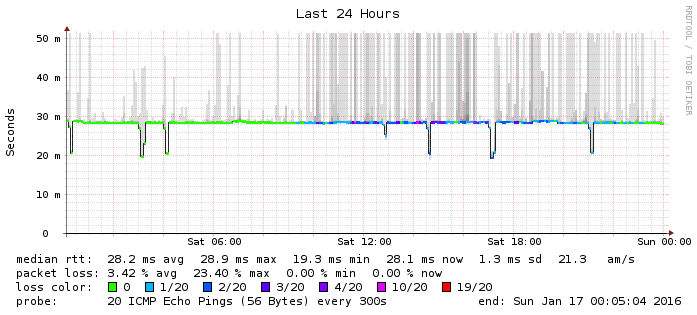 Last 24 Hours
RRDTOOL / TOBI OETIKER
Seconds
50 m
40 m
30 m
20 m
10 m
0
Sat 06:00 Sat 12:00 Sat 18:00 Sun 00:00
median rtt: 28.2 ms avg 28.9 ms max 19.3 ms min 28.1 ms now 1.3 ms sd 21.3 am/s
packet loss: 3.42 % avg 23.40 % max 0.00 % min 0.00 % now
loss color: 0 1/20 2/20 3/20 4/20 10/20 19/20
probe: 20 ICMP Echo Pings (56 Bytes) every 300s end: Sun Jan 17 00:05:04 2016